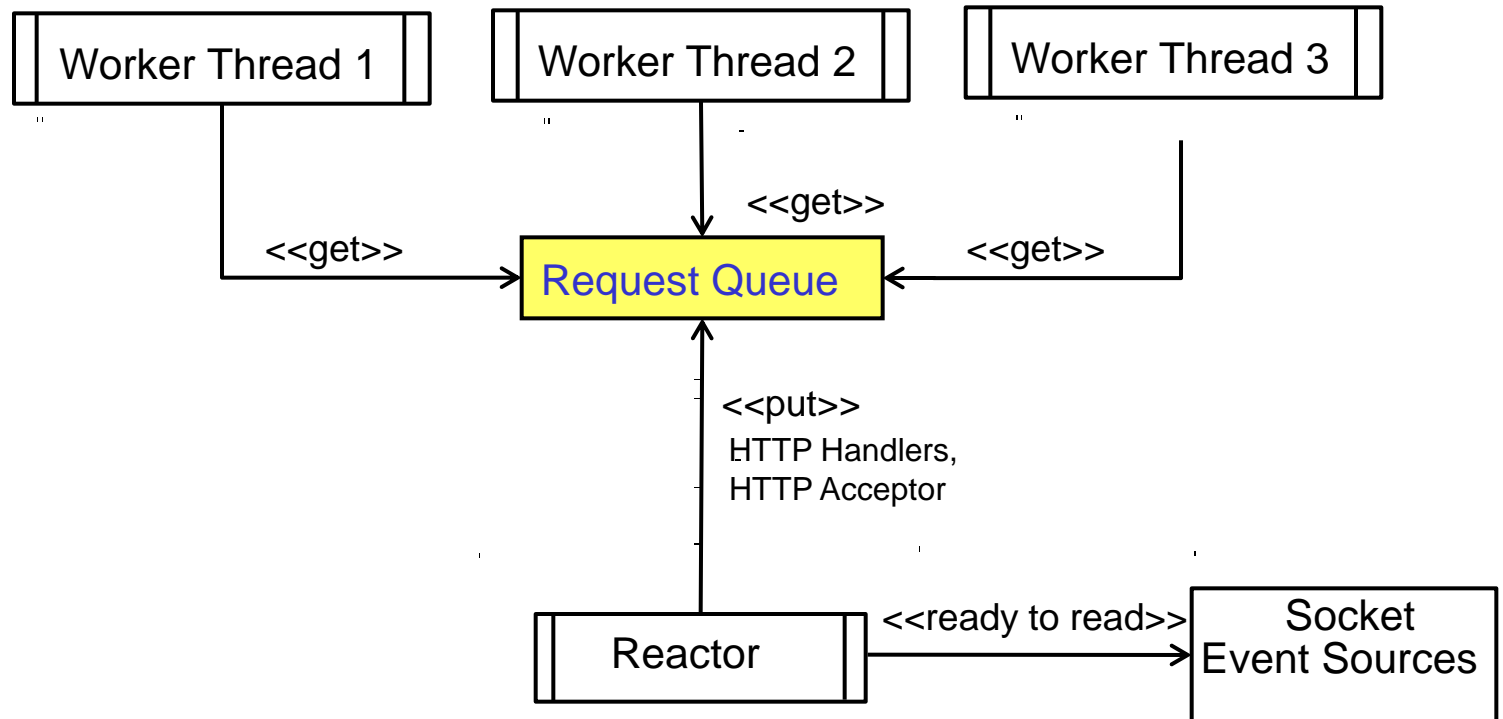 Worker Thread 1
Worker Thread 2
Worker Thread 3
<<get>>
<<get>>
<<get>>
Request Queue
<<put>>
HTTP Handlers,
HTTP Acceptor
<<ready to read>>
Reactor
Socket
Event Sources